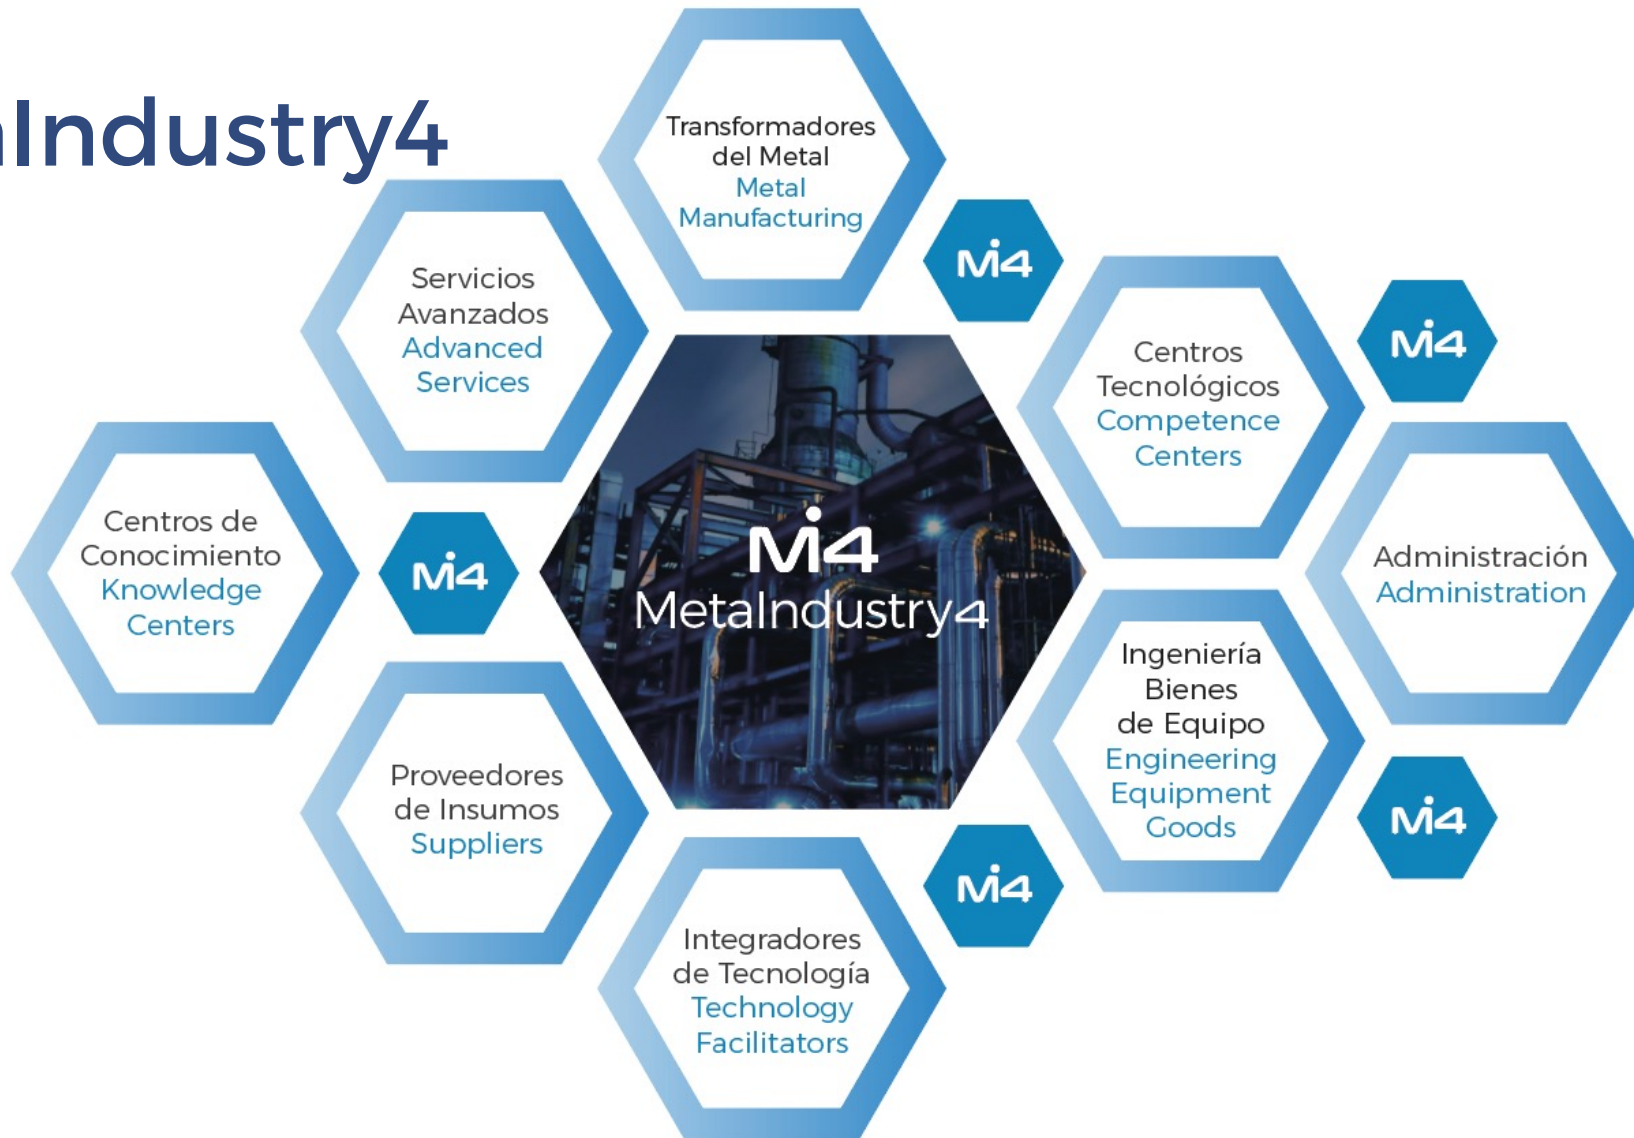 Industry4
Transformadores
del Metal
Metal
Manufacturing
Mi4
Servicios
Avanzados
Advanced
Services
Centros
Tecnológicos
Competence
Centers
Mi4
Centros de
Conocimiento
Knowledge
Centers
Mi4
Mi4
MetaIndustry4
Administración
Administration
Ingeniería
Bienes
de Equipo
Engineering
Equipment
Goods
Mi4
Proveedores
de Insumos
Suppliers
Mi4
Integradores
de Tecnología
Technology
Facilitators